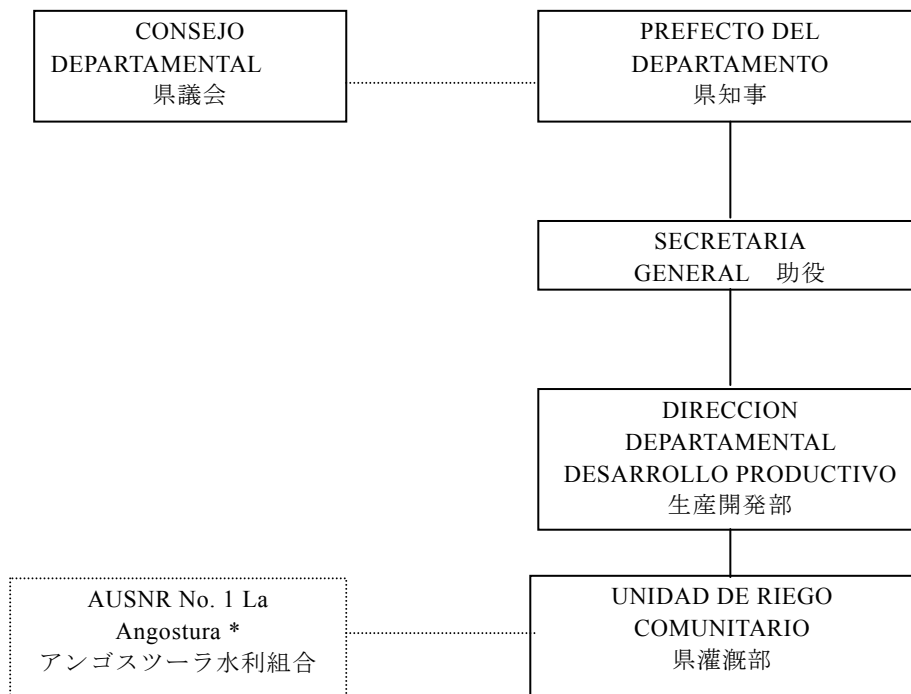 CONSEJO
DEPARTAMENTAL
県議会
PREFECTO DEL
DEPARTAMENTO
県知事
SECRETARIA
GENERAL　助役
DIRECCION
DEPARTAMENTAL
DESARROLLO PRODUCTIVO
生産開発部
AUSNR No. 1 La
Angostura *
アンゴスツーラ水利組合
UNIDAD DE RIEGO
COMUNITARIO
県灌漑部